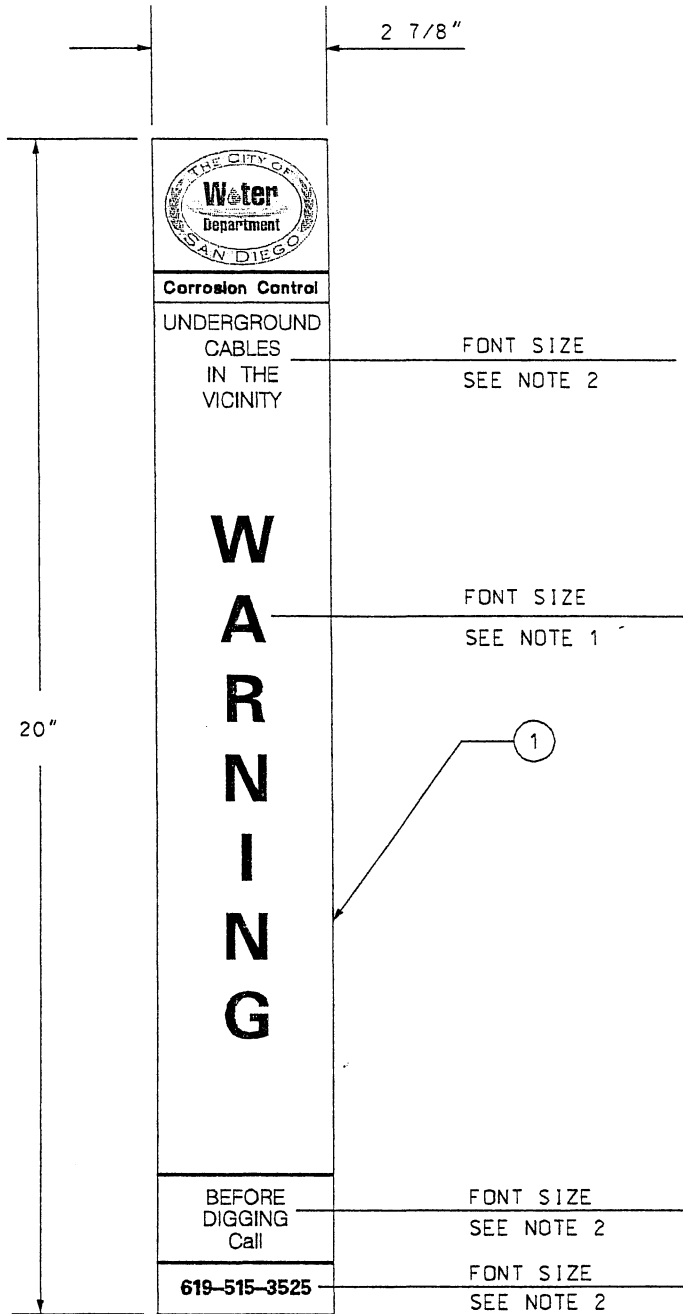 2 7/8"
THE CITY OF
Water
Department
SAN DIEGO
Corrosion Control
UNDERGROUND
CABLES
IN THE
VICINITY
FONT SIZE
SEE NOTE 2
W
A
R
N
I
N
G
FONT SIZE
SEE NOTE 1
20"
1
BEFORE
DIGGING
Call
FONT SIZE
SEE NOTE 2
619-515-3525
FONT SIZE
SEE NOTE 2